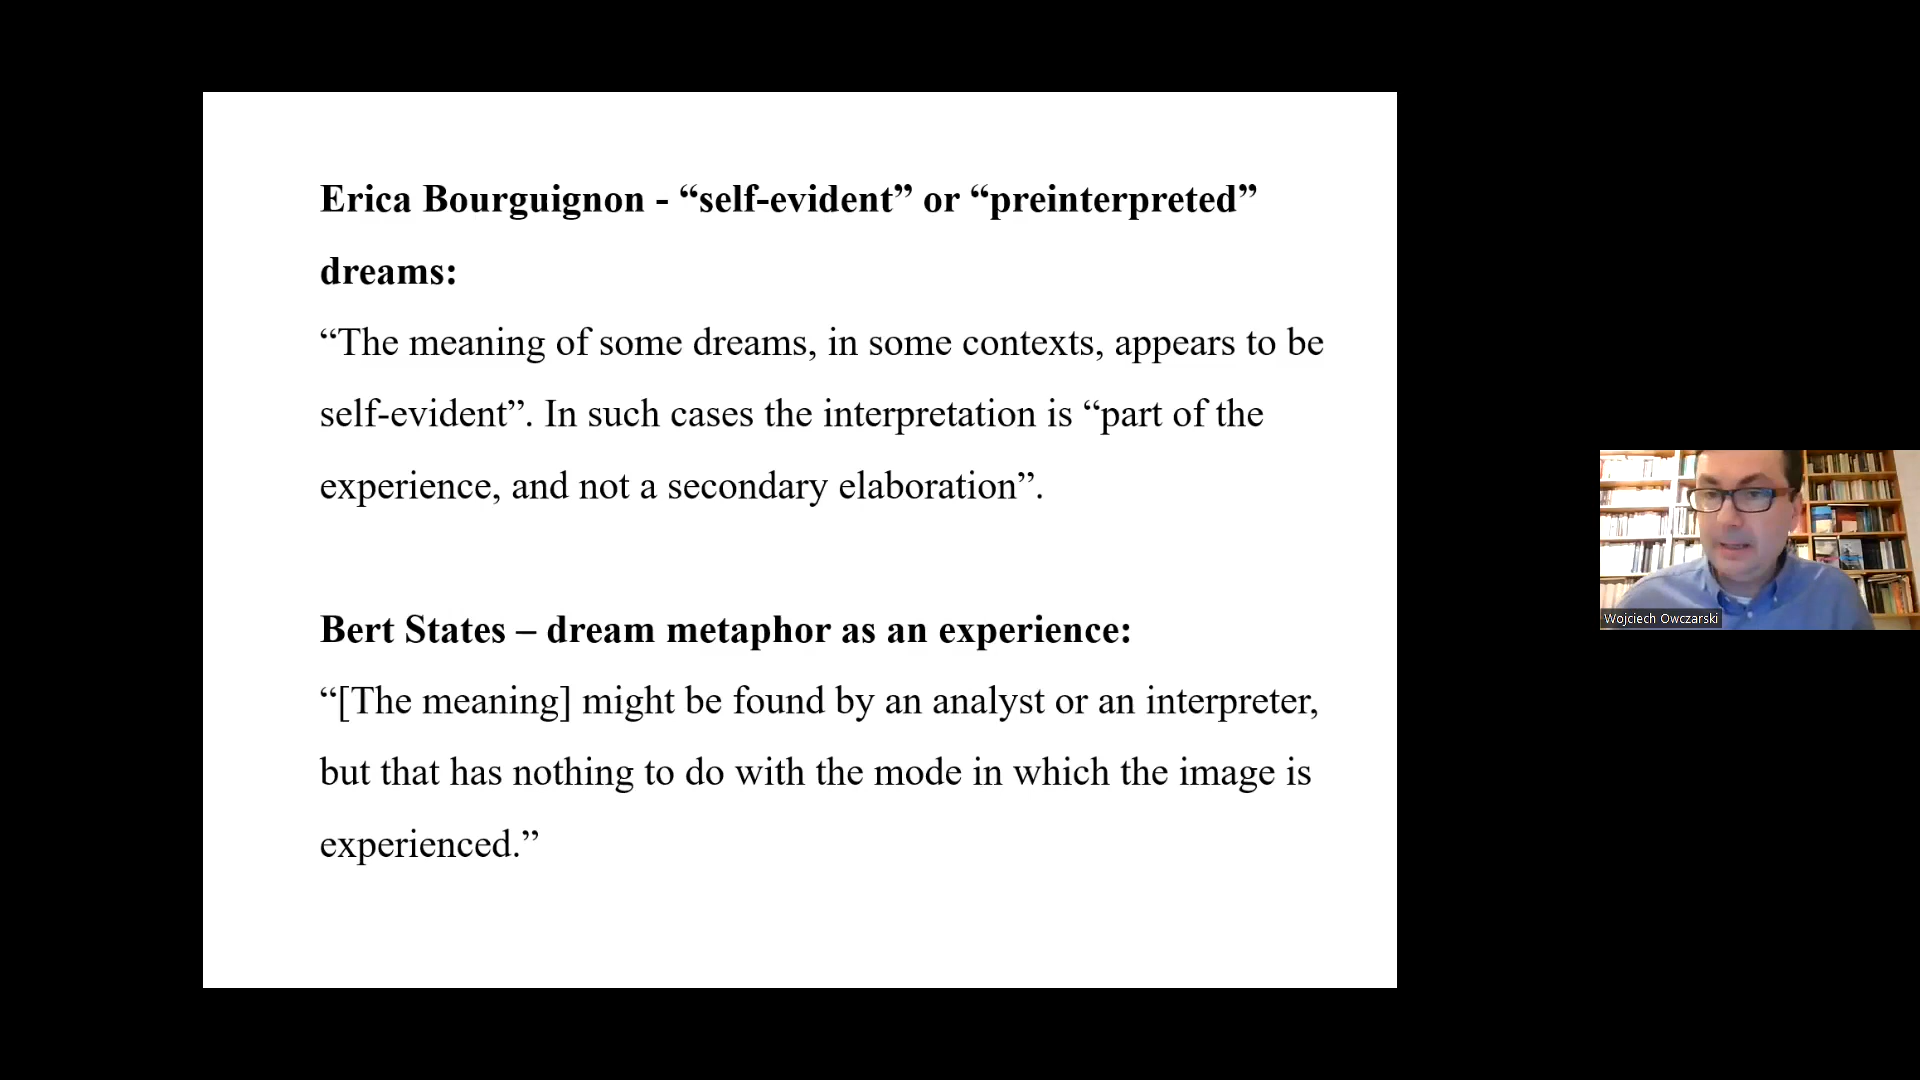 Erica Bourguignon - “self-evident” or “preinterpreted”
dreams:
“The meaning of some dreams, in some contexts, appears to be
self-evident”. In such cases the interpretation is “part of the
experience, and not a secondary elaboration”.
Bert States – dream metaphor as an experience:
“[The meaning] might be found by an analyst or an interpreter,
but that has nothing to do with the mode in which the image is
experienced.”
Wojciech Owczarski